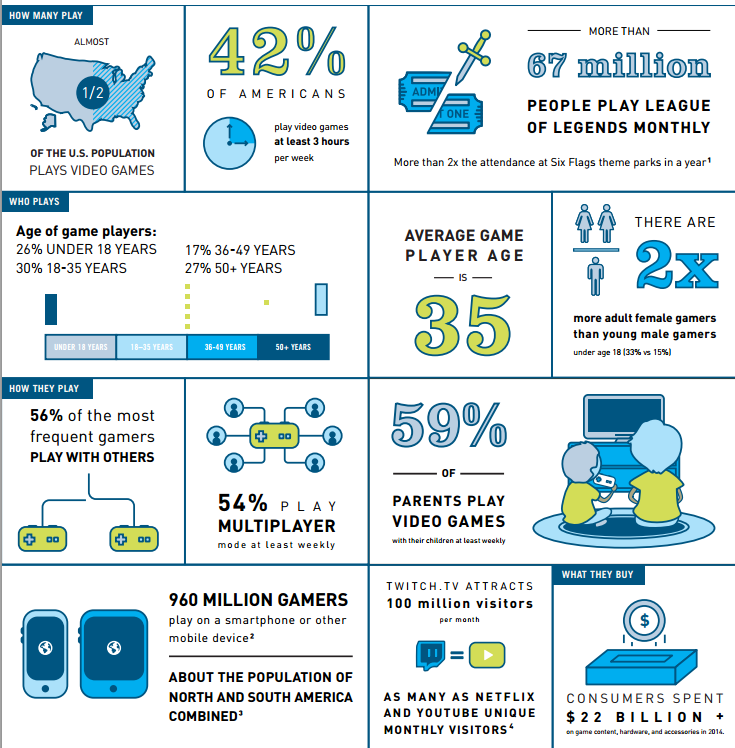 HOW MANY PLAY
ALMOST
1/2
OF THE U.S. POPULATION
PLAYS VIDEO GAMES
42%
OF AMERICANS
play video games
at least 3 hours
per week
ADMI
T ONE
MORE THAN
67 million
PEOPLE PLAY LEAGUE
OF LEGENDS MONTHLY
More than 2x the attendance at Six Flags theme parks in a year¹
WHO PLAYS
Age of game players:
26% UNDER 18 YEARS
30% 18-35 YEARS
17% 36-49 YEARS
27% 50+ YEARS
UNDER 18 YEARS
18-35 YEARS
36-49 YEARS
50+ YEARS
AVERAGE GAME
PLAYER AGE
IS
35
THERE ARE
2x
more adult female gamers
than young male gamers
under age 18 (33% vs 15%)
HOW THEY PLAY
56% of the most
frequent gamers
PLAY WITH OTHERS
54% PLAY
MULTIPLAYER
mode at least weekly
59%
OF
PARENTS PLAY
VIDEO GAMES
with their children at least weekly
960 MILLION GAMERS
play on a smartphone or other
mobile device²
ABOUT THE POPULATION OF
NORTH AND SOUTH AMERICA
COMBINED³
TWITCH.TV ATTRACTS
100 million visitors
per month
=
AS MANY AS NETFLIX
AND YOUTUBE UNIQUE
MONTHLY VISITORS⁴
WHAT THEY BUY
$
CONSUMERS SPENT
$22 BILLION +
on game content, hardware, and accessories in 2014.